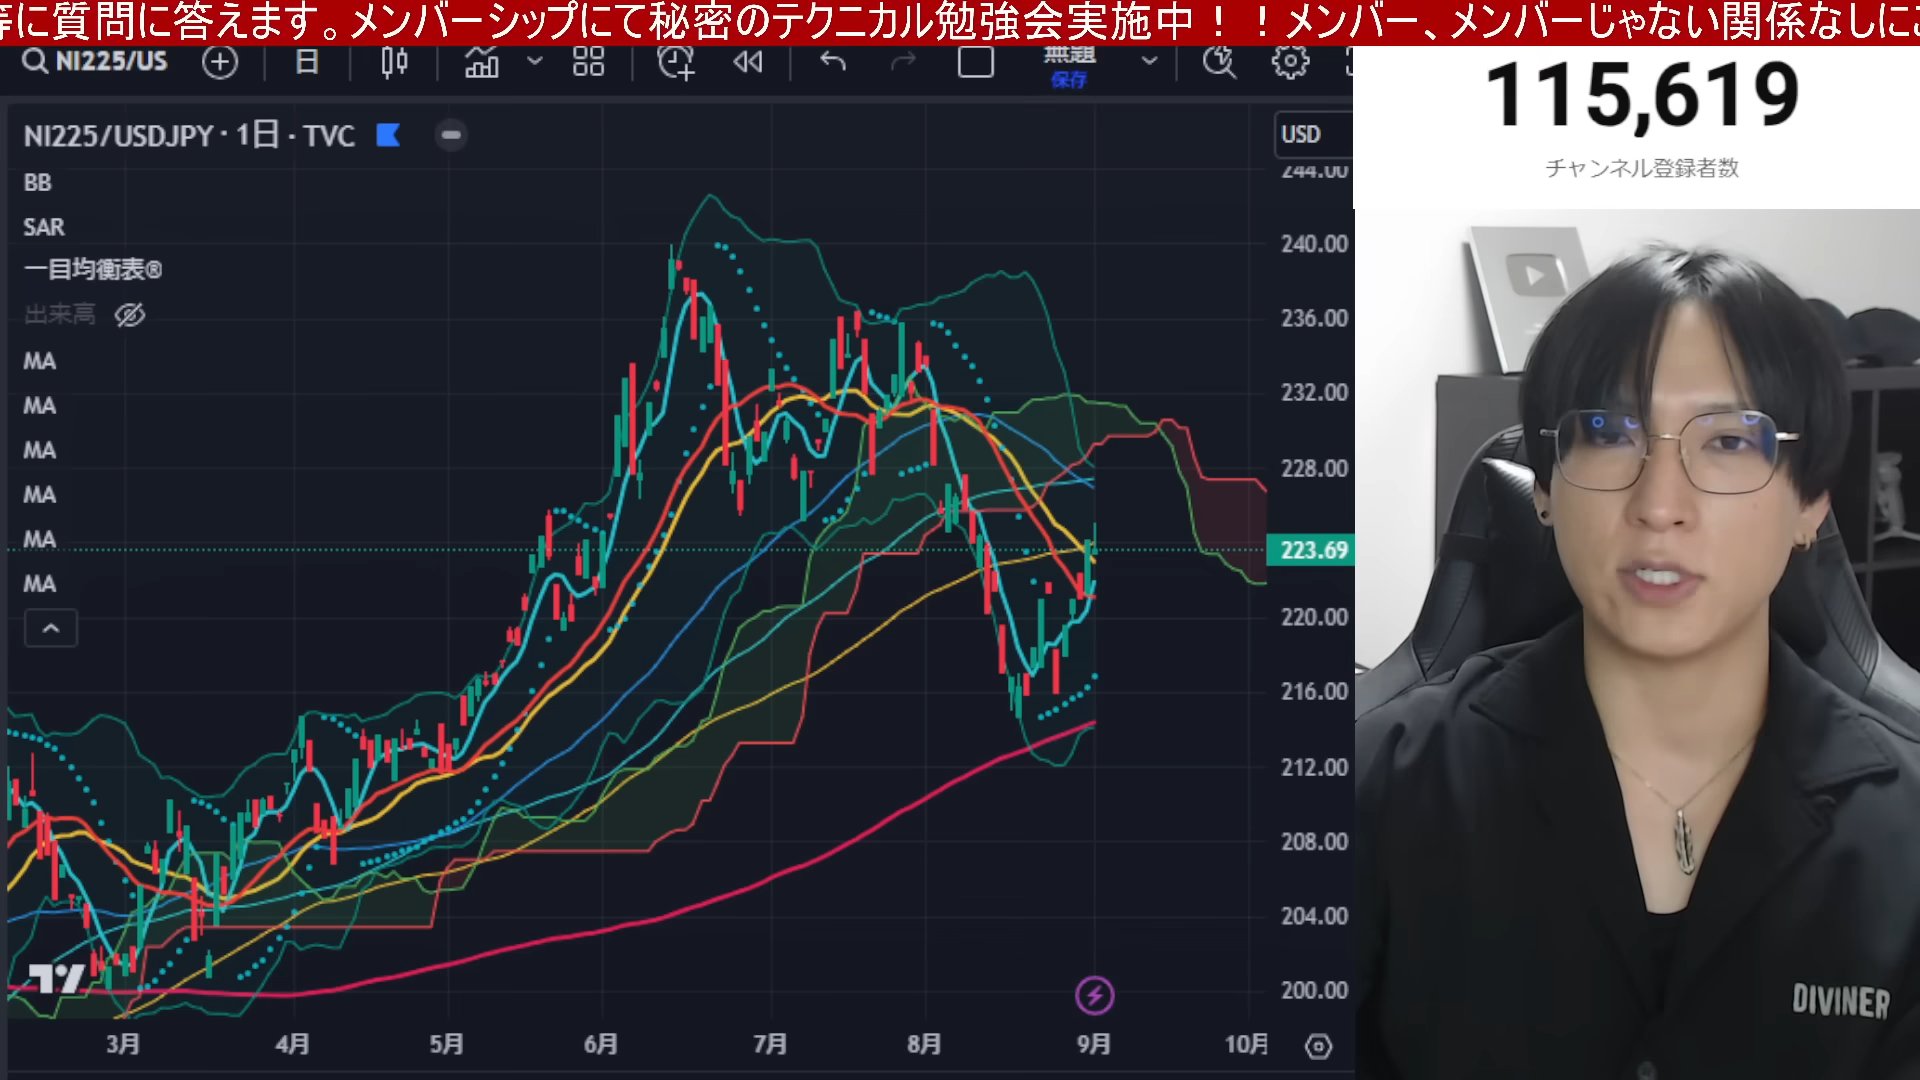 等に質問に答えます。メンバーシップにて秘密のテクニカル勉強会実施中！！メンバー、メンバーじゃない関係なしに
NI225/US
日
無題
保存
115,619
チャンネル登録者数
NI225/USDJPY · 1日 · TVC
USD
BB
SAR
一目均衡表®
出来高
MA
MA
MA
MA
MA
MA
244.00
240.00
236.00
232.00
228.00
223.69
220.00
216.00
212.00
208.00
204.00
200.00
3月
4月
5月
6月
7月
8月
9月
10月
DIVINER